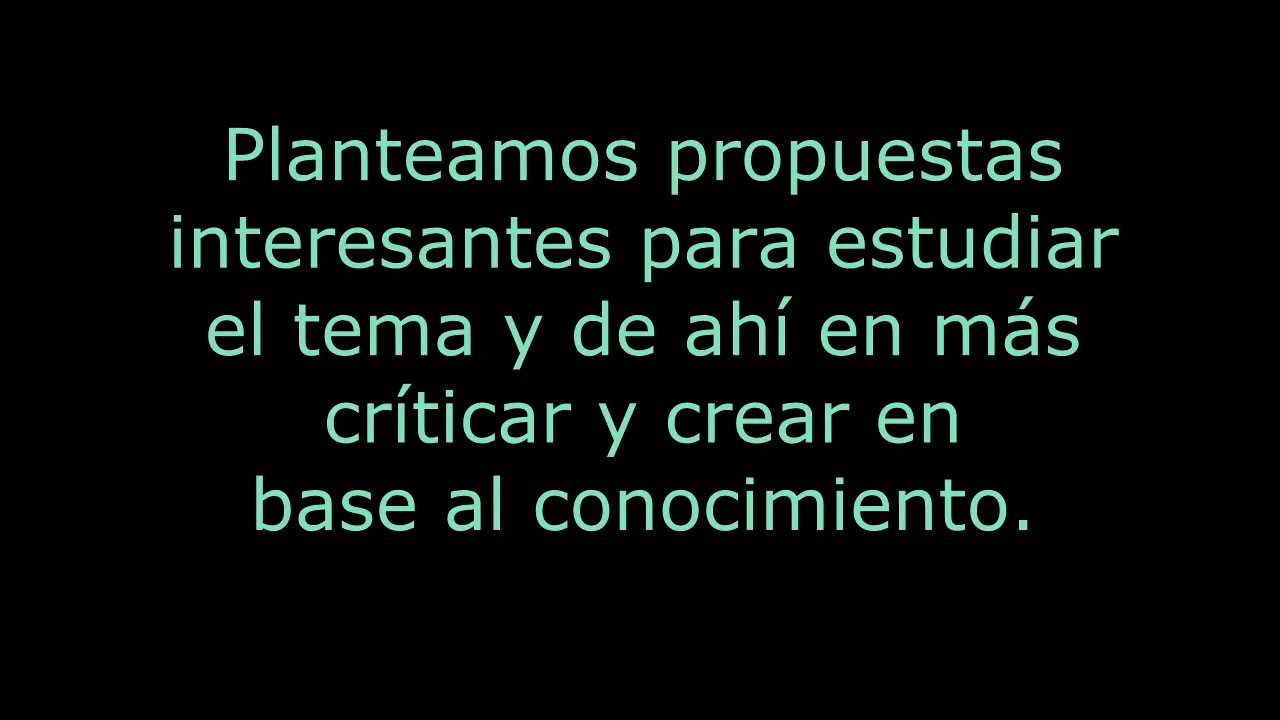 Planteamos propuestas
interesantes para estudiar
el tema y de ahí en más
críticar y crear en
base al conocimiento.